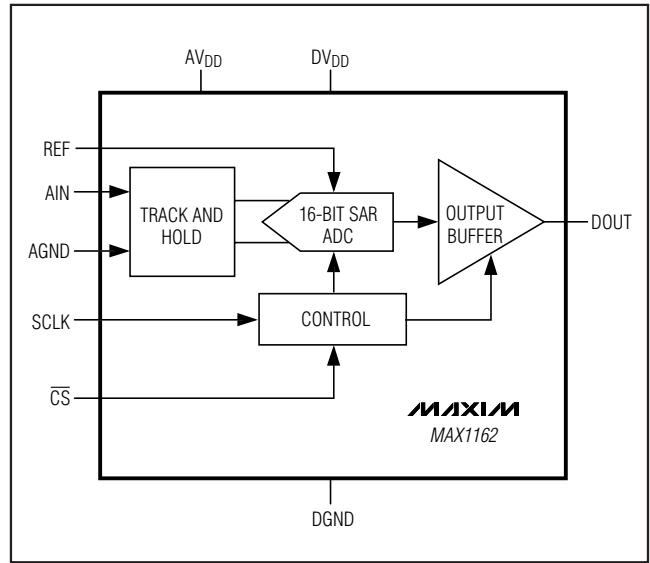 AVDD
DVDD
REF
AIN
TRACK AND
HOLD
16-BIT SAR
ADC
OUTPUT
BUFFER
DOUT
AGND
SCLK
CONTROL
CS
MAXIM
MAX1162
DGND